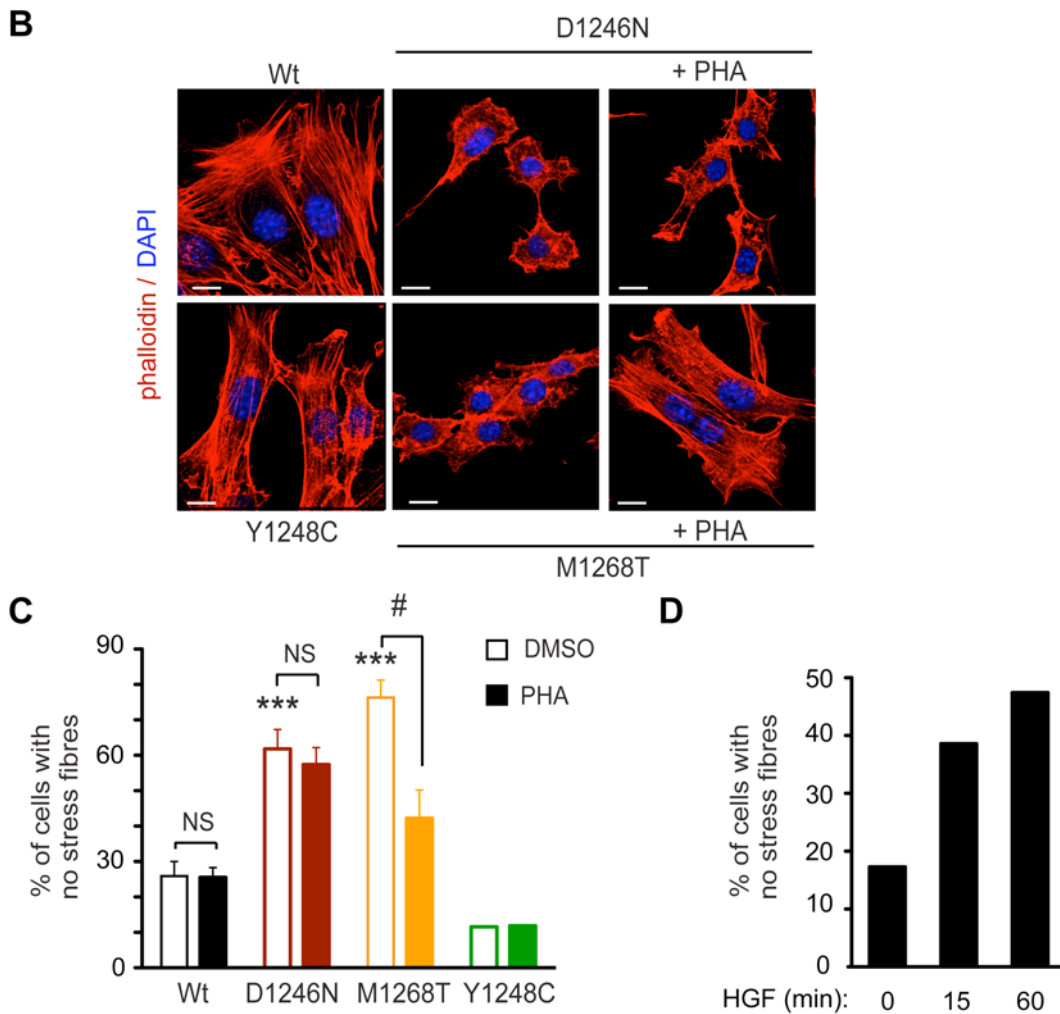 B
D1246N
Wt
+ PHA
phalloidin / DAPI
Y1248C
+ PHA
M1268T
C
% of cells with
no stress fibres
90
60
30
0
NS
***
NS
***
#
DMSO
PHA
Wt
D1246N
M1268T
Y1248C
D
% of cells with
no stress fibres
50
40
50
20
10
0
HGF (min): 0 15 60